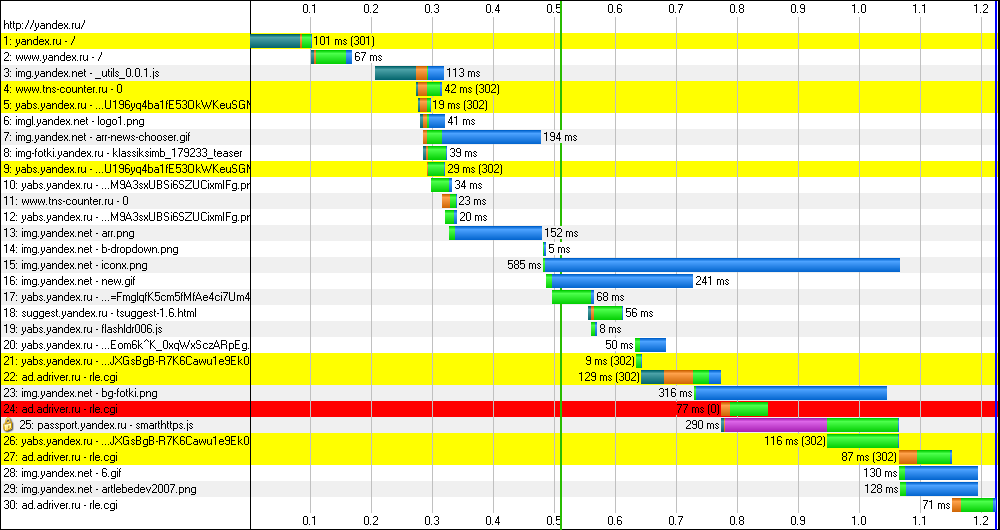 0.1 0.2 0.3 0.4 0.5 0.6 0.7 0.8 0.9 1.0 1.1 1.2
http://yandex.ru/
1: yandex.ru - / 101 ms (301)
2: www.yandex.ru - / 67 ms
3: img.yandex.net - _utils_0.0.1.js 113 ms
4: www.tns-counter.ru - 0 42 ms (302)
5: yabs.yandex.ru - 19 ms (302)
6: imgl.yandex.net - logo1.png 41 ms
7: img.yandex.net - arr-news-chooser.gif 194 ms
8: img-fotki.yandex.ru - klassiksimb_179233_teaser 39 ms
9: yabs.yandex.ru - 29 ms (302)
10: yabs.yandex.ru - 34 ms
11: www.tns-counter.ru - 0 23 ms
12: yabs.yandex.ru - 20 ms
13: img.yandex.net - arr.png 152 ms
14: img.yandex.net - b-dropdown.png 5 ms
15: img.yandex.net - iconx.png 585 ms
16: img.yandex.net - new.gif 241 ms
17: yabs.yandex.ru - 68 ms
18: suggest.yandex.ru - tsuggest-1.6.html 56 ms
19: yabs.yandex.ru - flashldr006.js 8 ms
20: yabs.yandex.ru - 50 ms
21: yabs.yandex.ru - 9 ms (302)
22: ad.adriver.ru - rle.cgi 129 ms (302)
23: img.yandex.net - bg-fotki.png 316 ms
24: ad.adriver.ru - rle.cgi 77 ms (0)
25: passport.yandex.ru - smarthttps.js 290 ms
26: yabs.yandex.ru - 116 ms (302)
27: ad.adriver.ru - rle.cgi 87 ms (302)
28: img.yandex.net - 6.gif 130 ms
29: img.yandex.net - artlebedev2007.png 128 ms
30: ad.adriver.ru - rle.cgi 71 ms
0.1 0.2 0.3 0.4 0.5 0.6 0.7 0.8 0.9 1.0 1.1 1.2